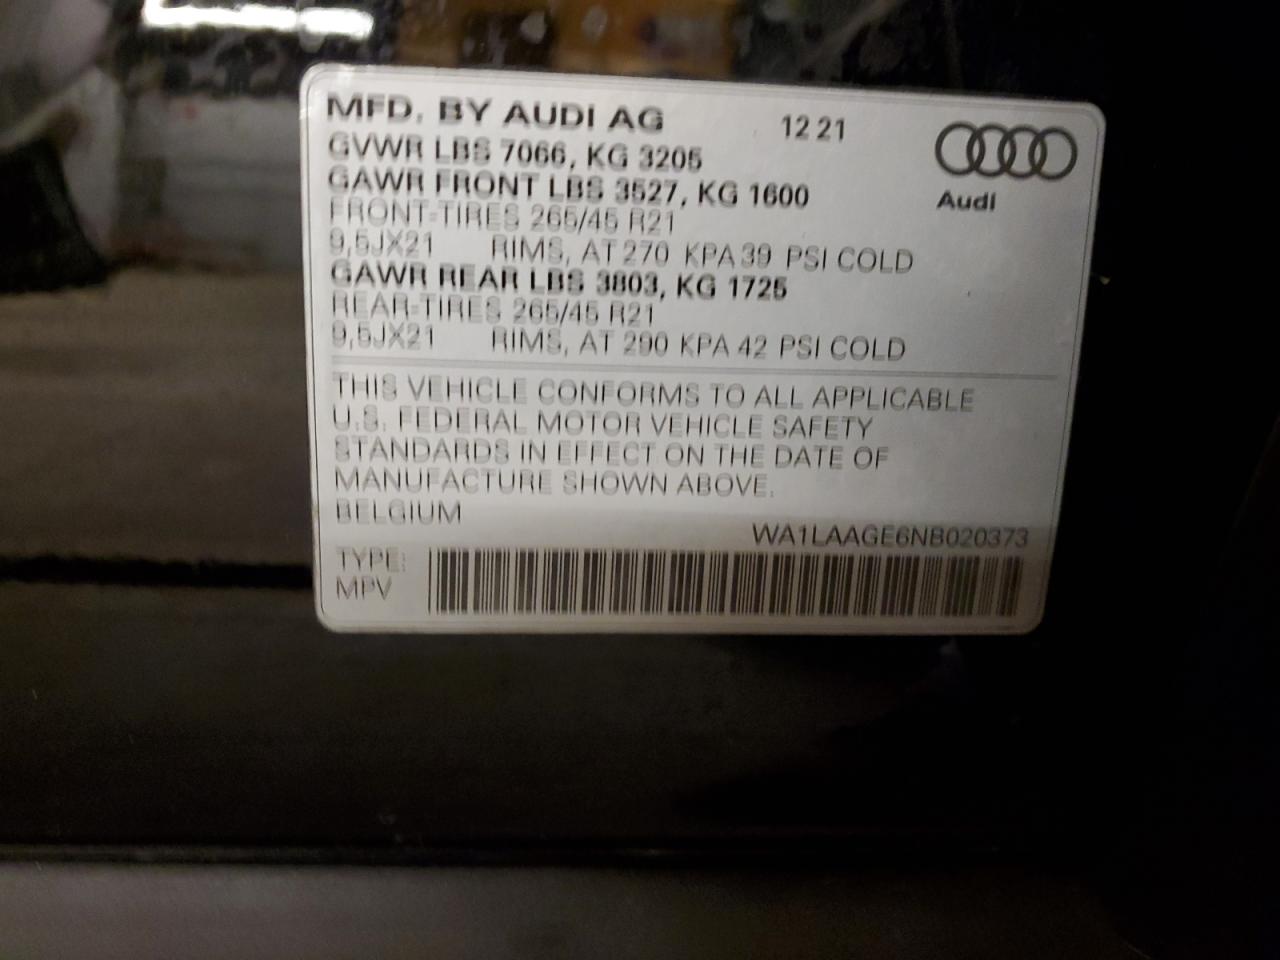 MFD. BY AUDI AG 12 21
GVWR LBS 7066, KG 3205
GAWR FRONT LBS 3527, KG 1600
Audi
FRONT-TIRES 265/45 R21
9,5JX21 RIMS, AT 270 KPA 39 PSI COLD
GAWR REAR LBS 3803, KG 1725
REAR-TIRES 265/45 R21
9,5JX21 RIMS, AT 290 KPA 42 PSI COLD
THIS VEHICLE CONFORMS TO ALL APPLICABLE
U.S. FEDERAL MOTOR VEHICLE SAFETY
STANDARDS IN EFFECT ON THE DATE OF
MANUFACTURE SHOWN ABOVE.
BELGIUM
WA1LAAGE6NB020373
TYPE:
MPV